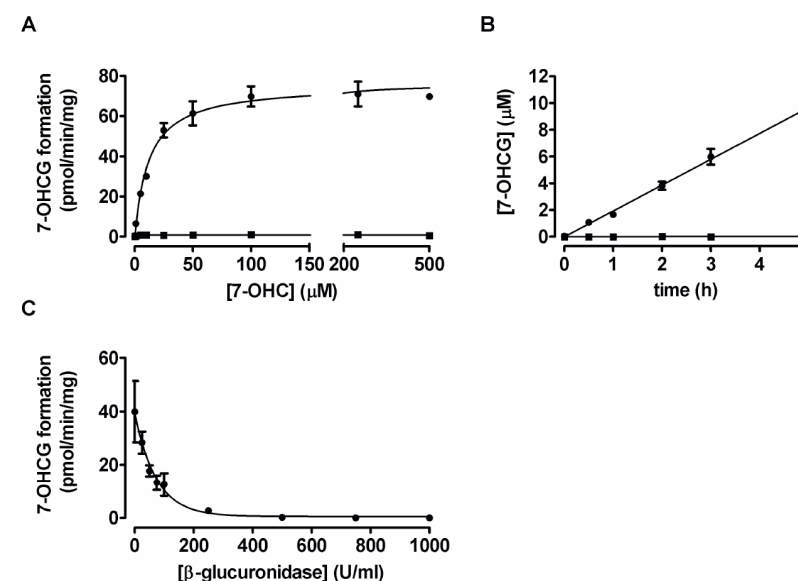 A
7-OHCG formation
(pmol/min/mg)
80
60
40
20
0
0 50 100 150 200 500
[7-OHC] (μM)
B
[7-OHCG] (μM)
12
10
8
6
4
2
0
0 1 2 3 4
time (h)
C
7-OHCG formation
(pmol/min/mg)
60
40
20
0
0 200 400 600 800 1000
[β-glucuronidase] (U/ml)